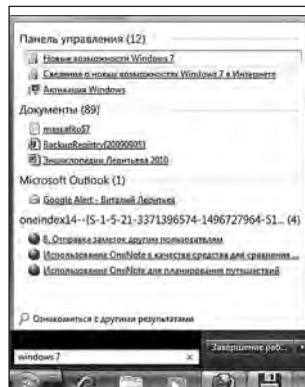 Панель управления (12)
Новые возможности Windows 7
Сведения о новых возможностях Windows 7 в Интернете
Активация Windows
Документы (89)
BackupRegistry(20090905)
Энциклопедия Леонтьева 2010
Microsoft Outlook (1)
Google Alert - Виталий Леонтьев
oneindex14--{S-1-5-21-3371396574-1496727964-51... (4)
8. Отправка заметок другим пользователям
Использование OneNote в качестве средства для сравнения ...
Использование OneNote для планирования путешествий
Ознакомиться с другими результатами
windows 7
Завершение раб...